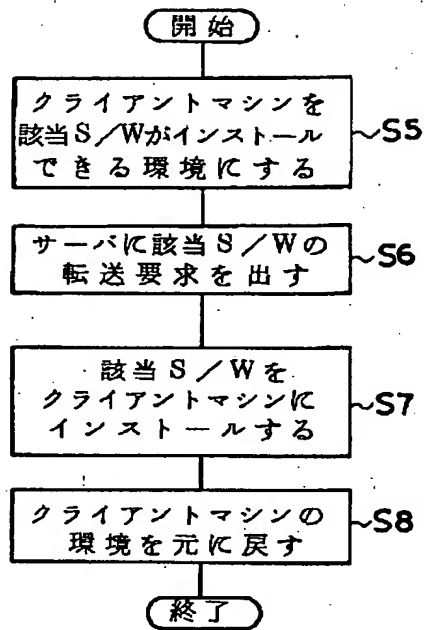 開始
クライアントマシンを
該当S/Wがインストール
できる環境にする
~S5
サーバに該当S/Wの
転送要求を出す
~S6
該当S/Wを
クライアントマシンに
インストールする
~S7
クライアントマシンの
環境を元に戻す
~S8
終了